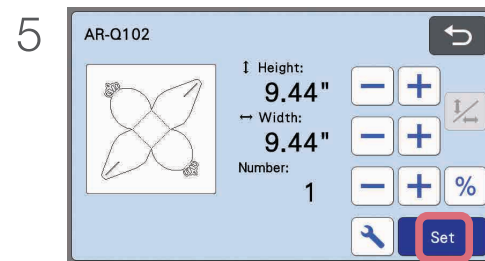 5
AR-Q102
↕ Height:
9.44"
↔ Width:
9.44"
Number:
1
%
Set